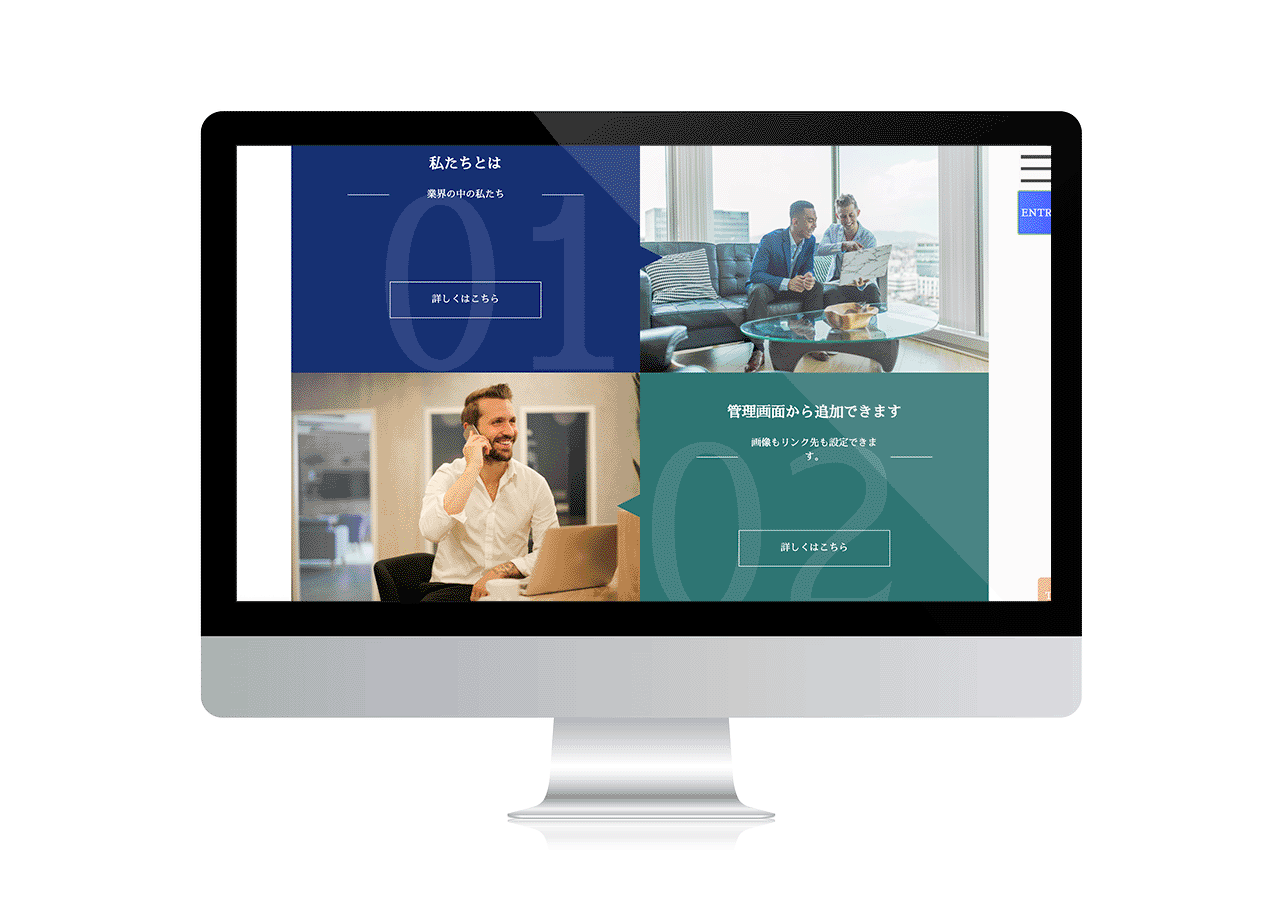 私たちとは
業界の中の私たち
01
詳しくはこちら
ENTR
管理画面から追加できます
画像もリンク先も設定できま
す。
02
詳しくはこちら
T